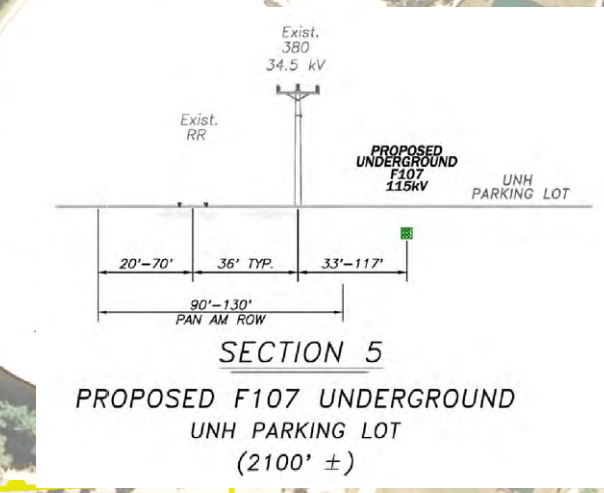 Exist.
380
34.5 kV
Exist.
RR
PROPOSED
UNDERGROUND
F107
115kV
UNH
PARKING LOT
20'-70'
36' TYP.
33'-117'
90'-130'
PAN AM ROW
SECTION 5
PROPOSED F107 UNDERGROUND
UNH PARKING LOT
(2100' ±)